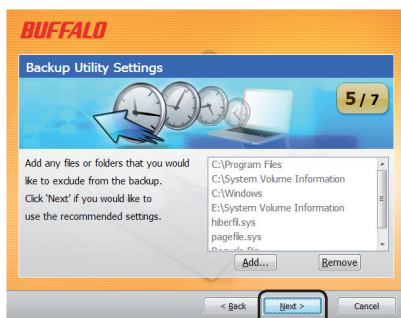 BUFFALO
Backup Utility Settings
5/7
Add any files or folders that you would
like to exclude from the backup.
Click 'Next' if you would like to
use the recommended settings.
C:\Program Files
C:\System Volume Information
C:\Windows
E:\System Volume Information
hiberfil.sys
pagefile.sys
Add...
Remove
< Back
Next >
Cancel